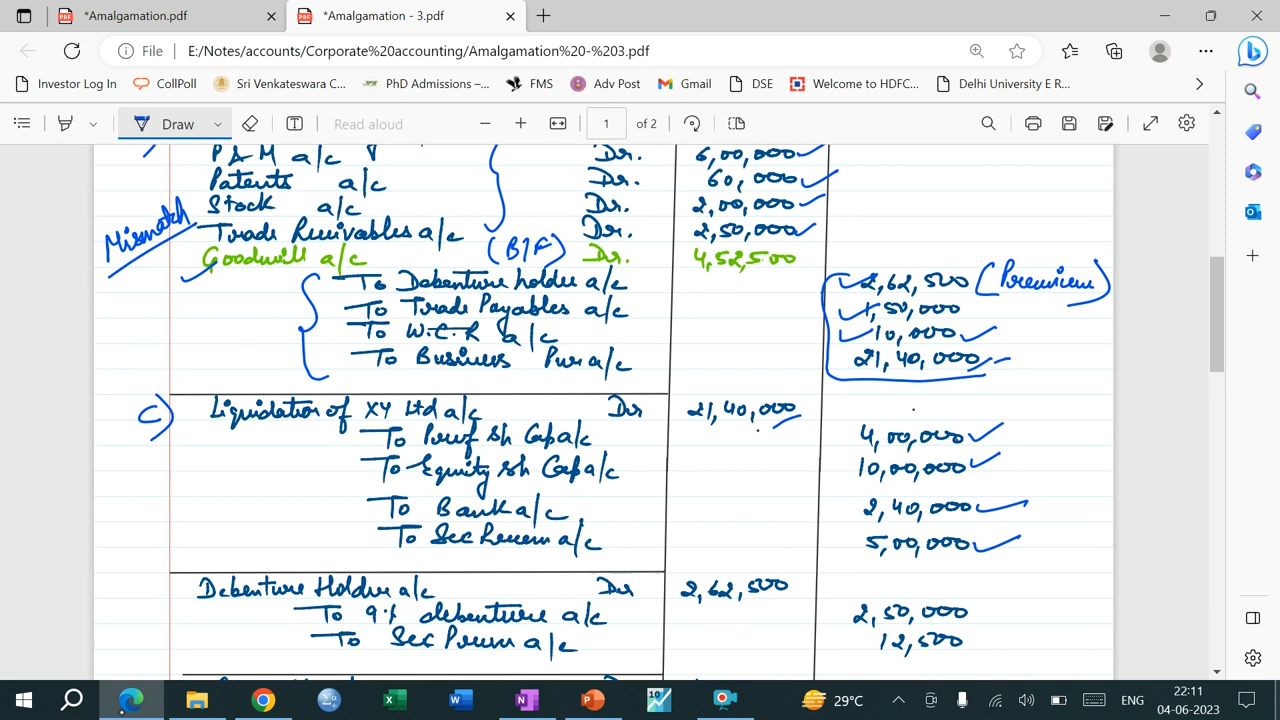 *Amalgamation.pdf
*Amalgamation - 3.pdf
File E:/Notes/accounts/Corporate%20accounting/Amalgamation%20-%203.pdf
Investor Log In CollPoll Sri Venkateswara C... PhD Admissions –... FMS Adv Post Gmail DSE Welcome to HDFC... Delhi University E R...
Draw Read aloud 1 of 2
P & M a/c Dr. 6,00,000
Patents a/c Dr. 60,000
Stock a/c Dr. 2,00,000
Mismatch
Trade Receivables a/c Dr. 2,50,000
Goodwill a/c (B/F) Dr. 4,52,500
To Debenture holder a/c 2,62,500 (Premium)
To Trade Payables a/c 1,50,000
To W.C.R a/c 10,000
To Business Pur a/c 21,40,000
C) Liquidation of XY Ltd a/c Dr 21,40,000
To Pref Sh Cap a/c 4,00,000
To Equity Sh Cap a/c 10,00,000
To Bank a/c 2,40,000
To Sec Prem a/c 5,00,000
Debenture Holder a/c Dr 2,62,500
To 9% debenture a/c 2,50,000
To Sec Prem a/c 12,500
29°C ENG 22:11
04-06-2023